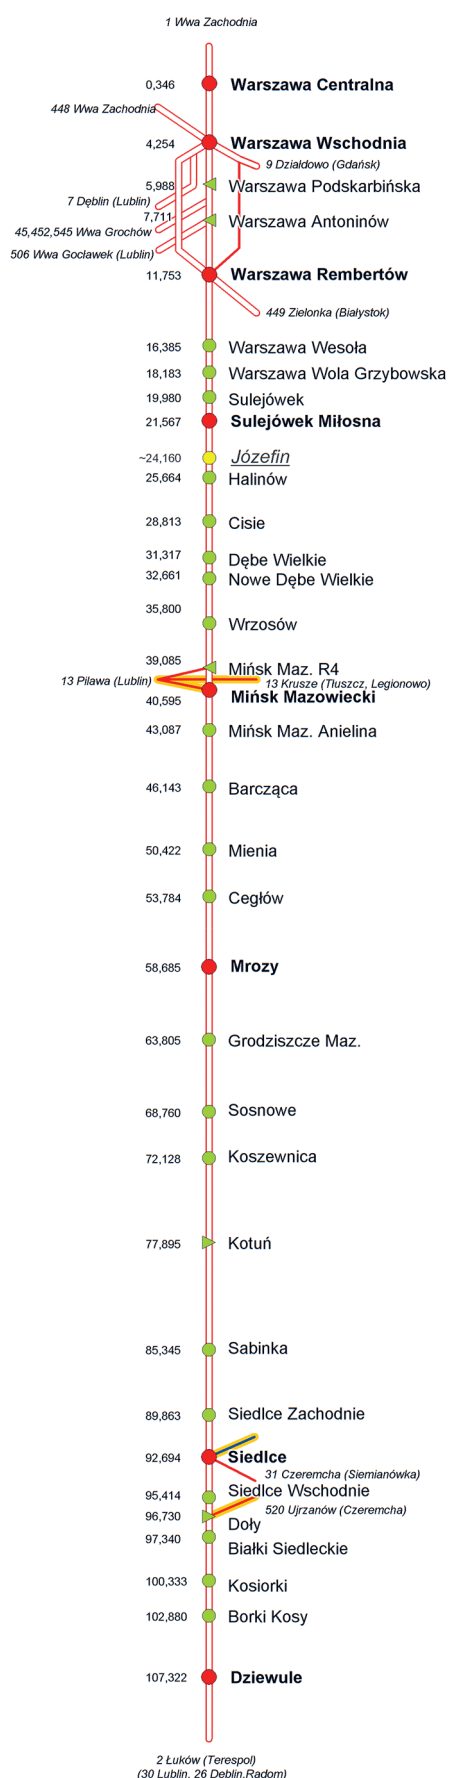 1 Wwa Zachodnia
0,346 Warszawa Centralna
448 Wwa Zachodnia
4,254 Warszawa Wschodnia
9 Działdowo (Gdańsk)
5,988 Warszawa Podskarbińska
7 Dęblin (Lublin)
7,711 Warszawa Antoninów
45,452,545 Wwa Grochów
506 Wwa Gocławek (Lublin)
11,753 Warszawa Rembertów
449 Zielonka (Białystok)
16,385 Warszawa Wesoła
18,183 Warszawa Wola Grzybowska
19,980 Sulejówek
21,567 Sulejówek Miłosna
~24,160 Józefin
25,664 Halinów
28,813 Cisie
31,317 Dębe Wielkie
32,661 Nowe Dębe Wielkie
35,800 Wrzosów
39,085 Mińsk Maz. R4
13 Pilawa (Lublin)
13 Krusze (Tłuszcz, Legionowo)
40,595 Mińsk Mazowiecki
43,087 Mińsk Maz. Anielina
46,143 Barcząca
50,422 Mienia
53,784 Cegłów
58,685 Mrozy
63,805 Grodziszcze Maz.
68,760 Sosnowe
72,128 Koszewnica
77,895 Kotuń
85,345 Sabinka
89,863 Siedlce Zachodnie
92,694 Siedlce
31 Czeremcha (Siemianówka)
95,414 Siedlce Wschodnie
520 Ujrzanów (Czeremcha)
96,730 Doły
97,340 Białki Siedleckie
100,333 Kosiorki
102,880 Borki Kosy
107,322 Dziewule
2 Łuków (Terespol)
(30 Lublin, 26 Dęblin,Radom)